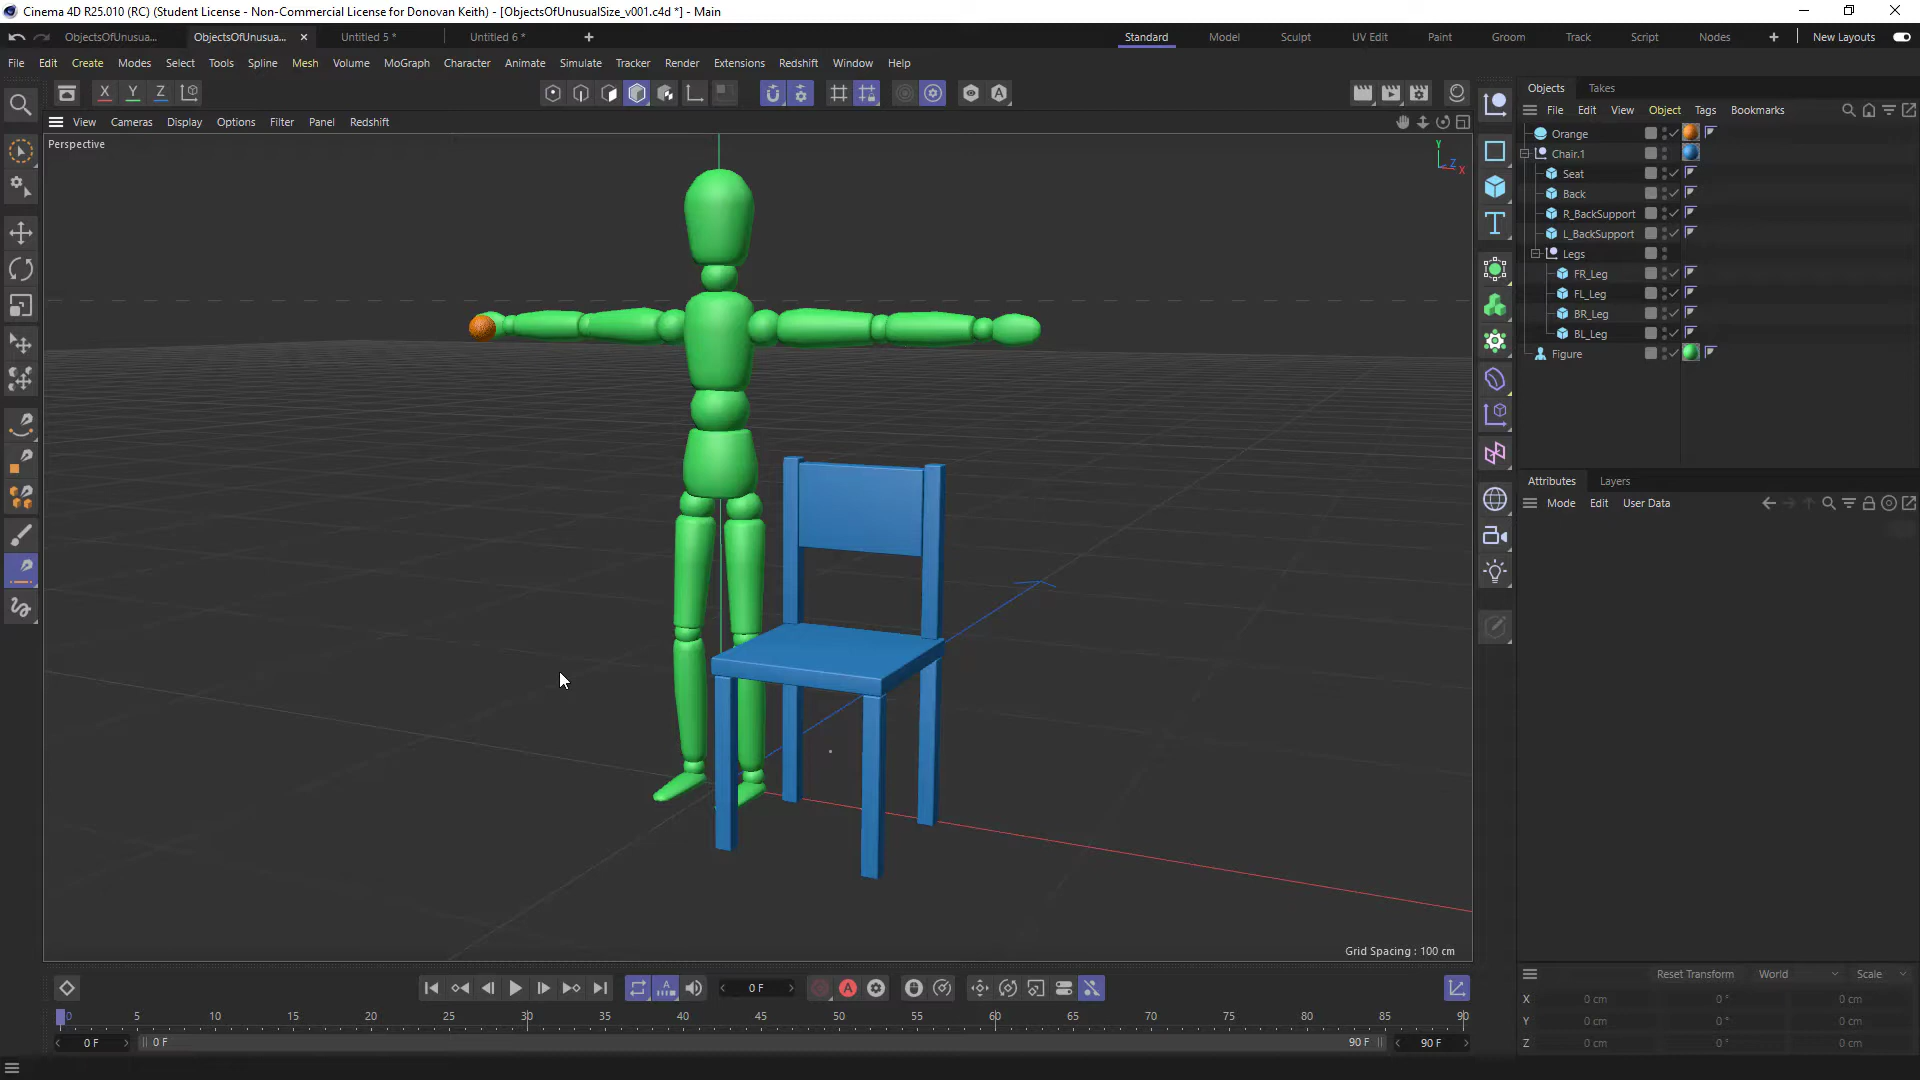 Cinema 4D R25.010 (RC) (Student License - Non-Commercial License for Donovan Keith) - [ObjectsOfUnusualSize_v001.c4d *] - Main
ObjectsOfUnusua... ObjectsOfUnusua... × Untitled 5 * Untitled 6 * +
Standard Model Sculpt UV Edit Paint Groom Track Script Nodes + New Layouts
File Edit Create Modes Select Tools Spline Mesh Volume MoGraph Character Animate Simulate Tracker Render Extensions Redshift Window Help
X Y Z
View Cameras Display Options Filter Panel Redshift
Perspective
Y
Z
X
Grid Spacing : 100 cm
Objects Takes
File Edit View Object Tags Bookmarks
Orange
Chair.1
Seat
Back
R_BackSupport
L_BackSupport
Legs
FR_Leg
FL_Leg
BR_Leg
BL_Leg
Figure
Attributes Layers
Mode Edit User Data
Reset Transform World Scale
X 0 cm 0 ° 0 cm
Y 0 cm 0 ° 0 cm
Z 0 cm 0 ° 0 cm
0 F
0 5 10 15 20 25 30 35 40 45 50 55 60 65 70 75 80 85 90
0 F 0 F 90 F 90 F